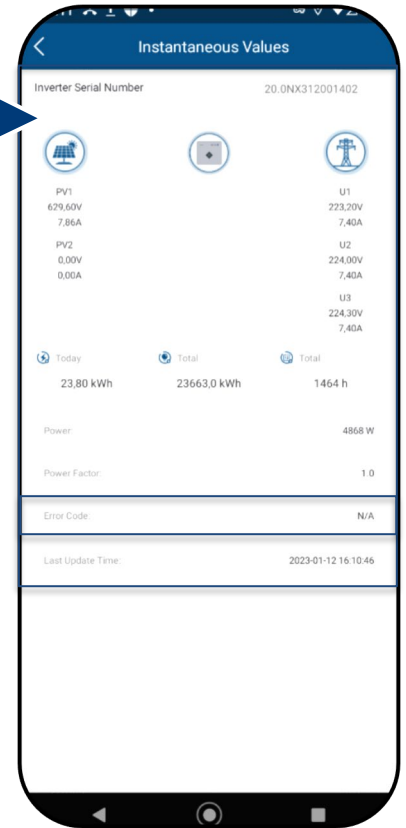 Instantaneous Values
Inverter Serial Number
20.0NX312001402
PV1
629,60V
7,86A
PV2
0,00V
0,00A
U1
223,20V
7,40A
U2
224,00V
7,40A
U3
224,30V
7,40A
Today
Total
Total
23,80 kWh
23663,0 kWh
1464 h
Power:
4868 W
Power Factor:
1.0
Error Code:
N/A
Last Update Time:
2023-01-12 16:10:46